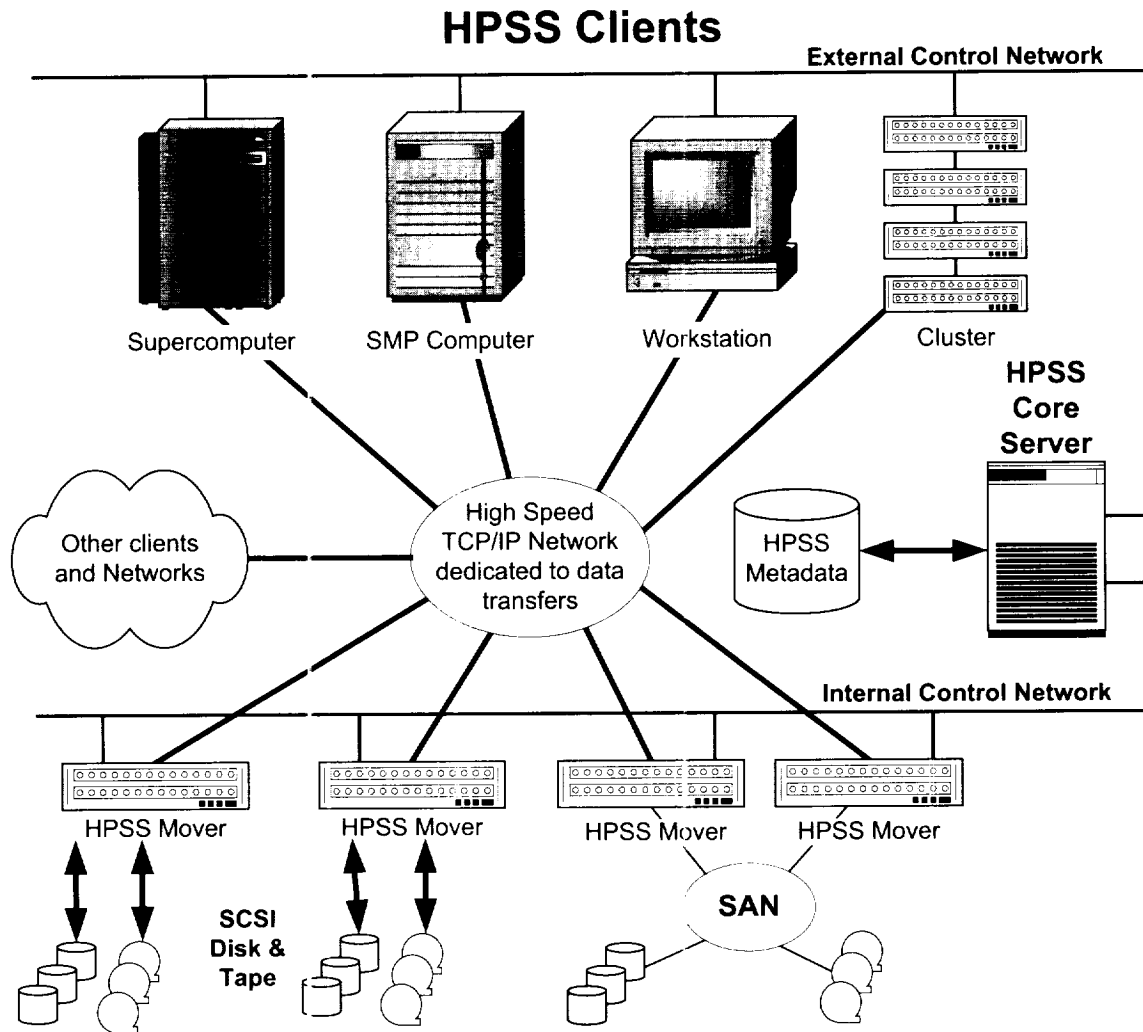 HPSS Clients
External Control Network
Supercomputer
SMP Computer
Workstation
Cluster
HPSS
Core
Server
Other clients
and Networks
High Speed
TCP/IP Network
dedicated to data
transfers
HPSS
Metadata
Internal Control Network
HPSS Mover
HPSS Mover
HPSS Mover
HPSS Mover
SCSI
Disk &
Tape
SAN